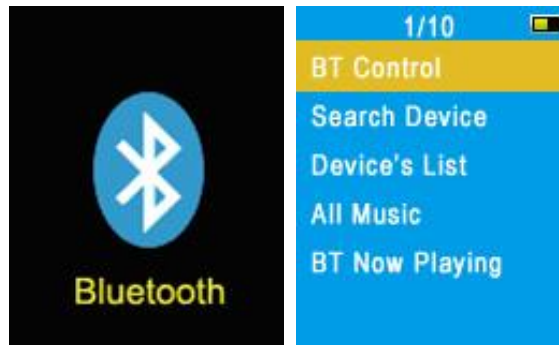 Bluetooth
1/10
BT Control
Search Device
Device's List
All Music
BT Now Playing